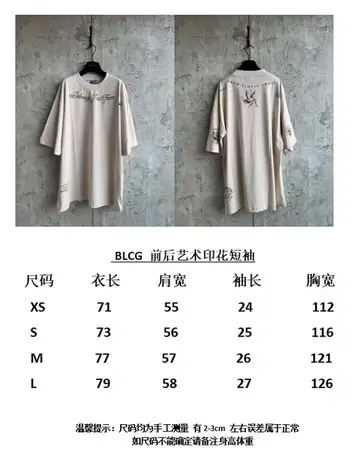 BLCG 前后艺术印花短袖
尺码 衣长 肩宽 袖长 胸宽
XS 71 55 24 112
S 73 56 25 116
M 77 57 26 121
L 79 58 27 126
温馨提示:尺码均为手工测量 有2-3cm 左右误差属于正常
如尺码不能确定请备注身高体重